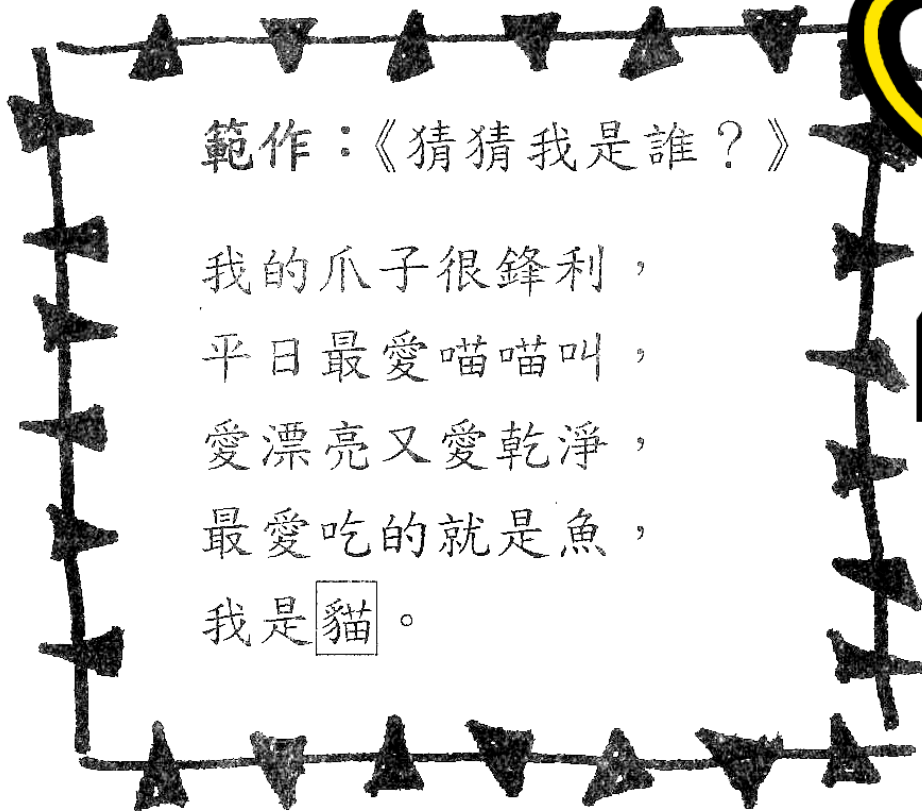 範作：《猜猜我是誰？》
我的爪子很鋒利，
平日最愛喵喵叫，
愛漂亮又愛乾淨，
最愛吃的就是魚，
我是貓。